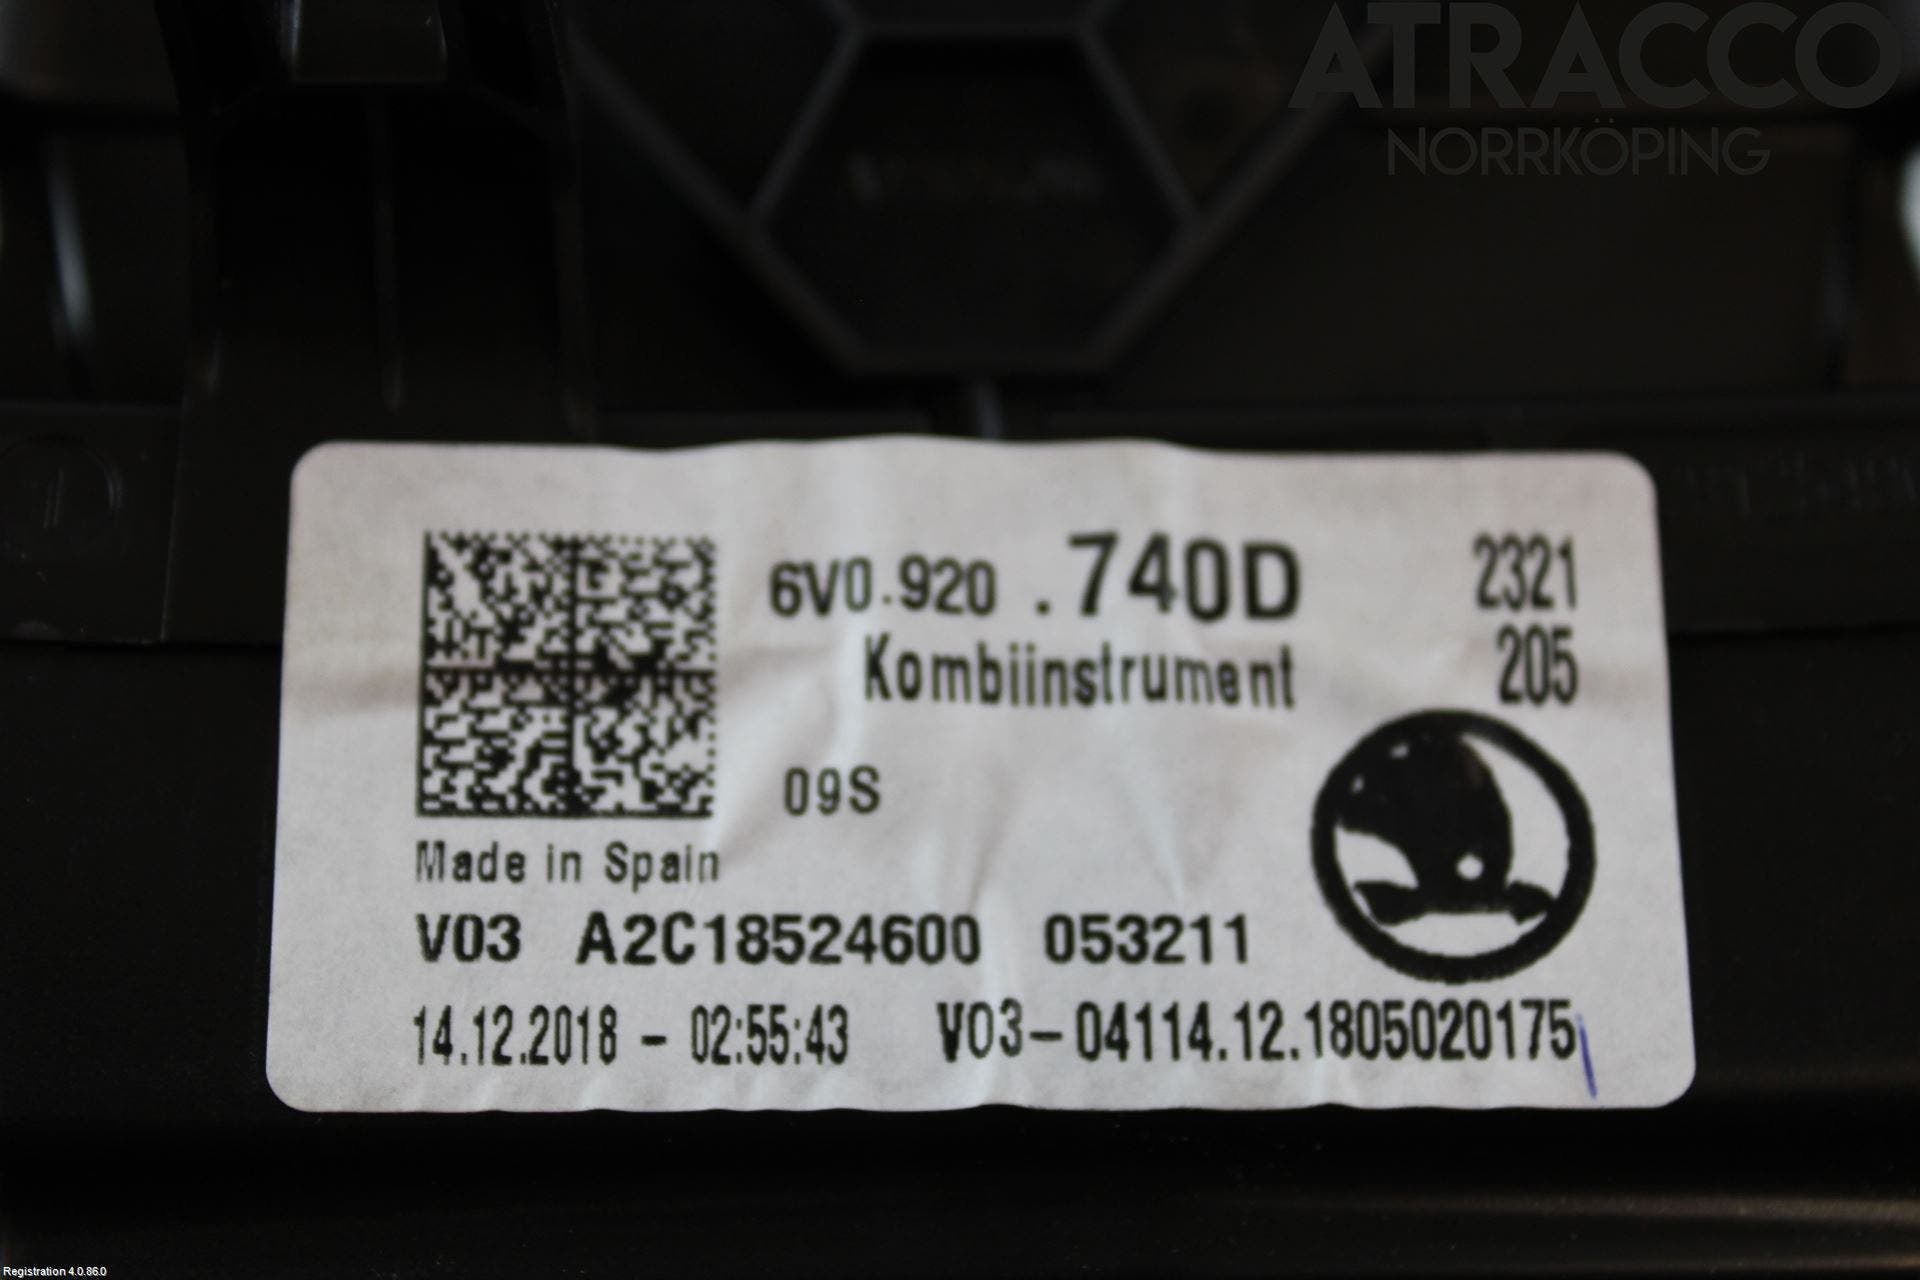 ATRACCO
NORRKÖPING
6V0.920 .740D 2321
Kombiinstrument 205
09S
Made in Spain
V03 A2C18524600 053211
14.12.2018 - 02:55:43 V03-04114.12.1805020175
Registration 4.0.86.0